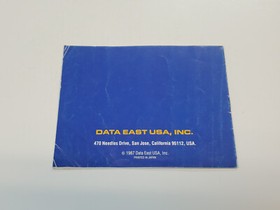 DATA EAST USA, INC.
470 Needles Drive, San Jose, California 95112, USA.
© 1987 Data East USA, Inc.
PRINTED IN JAPAN